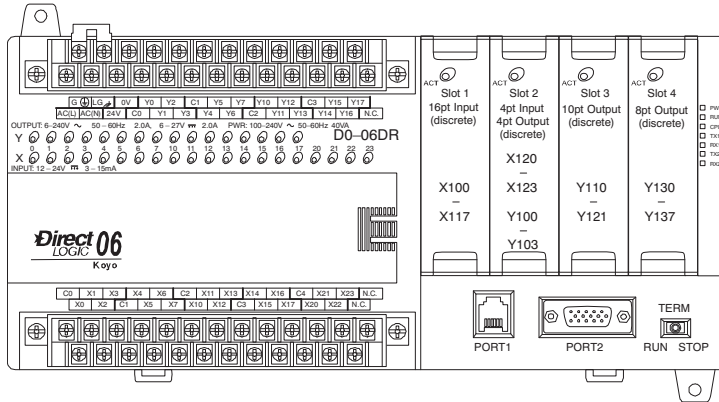 G LG 0V Y0 Y2 C1 Y5 Y7 Y10 Y12 C3 Y15 Y17
AC(L) AC(N) 24V C0 Y1 Y3 Y4 Y6 C2 Y11 Y13 Y14 Y16 N.C.
OUTPUT: 6–240V ~ 50–60Hz 2.0A, 6–27V ⎓ 2.0A PWR: 100–240V ~ 50–60Hz 40VA
D0–06DR
Y
0 1 2 3 4 5 6 7 10 11 12 13 14 15 16 17 20 21 22 23
X
INPUT: 12–24V ⎓ 3–15mA
Direct
LOGIC 06
Koyo
C0 X1 X3 X4 X6 C2 X11 X13 X14 X16 C4 X21 X23 N.C.
X0 X2 C1 X5 X7 X10 X12 C3 X15 X17 X20 X22 N.C.
ACT
Slot 1
16pt Input
(discrete)
X100
–
X117
ACT
Slot 2
4pt Input
4pt Output
(discrete)
X120
–
X123
Y100
–
Y103
ACT
Slot 3
10pt Output
(discrete)
Y110
–
Y121
ACT
Slot 4
8pt Output
(discrete)
Y130
–
Y137
PORT1
PORT2
TERM
RUN STOP